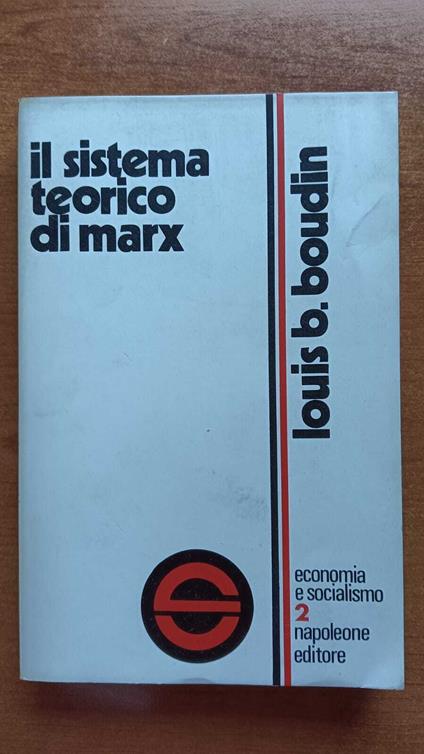 il sistema
teorico
di marx
louis b. boudin
economia
e socialismo
2
napoleone
editore